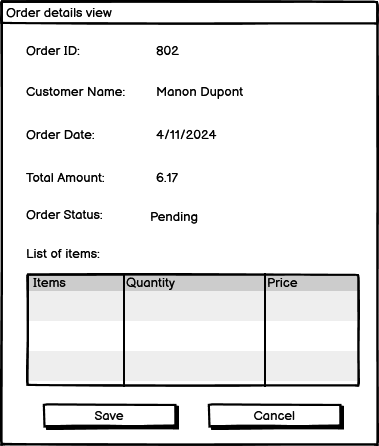 Order details view
Order ID: 802
Customer Name: Manon Dupont
Order Date: 4/11/2024
Total Amount: 6.17
Order Status: Pending
List of items:
Items Quantity Price
Save Cancel